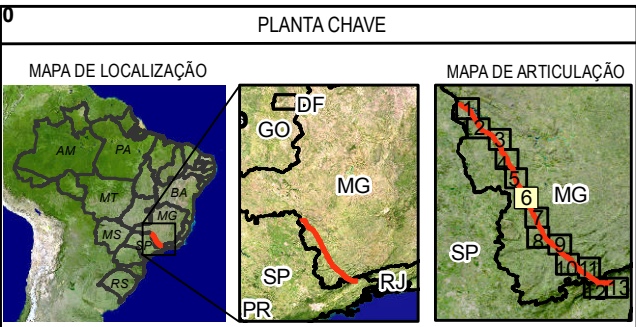 0
PLANTA CHAVE
MAPA DE LOCALIZAÇÃO
AM
PA
MT
BA
MG
MS
SP
RS
DF
GO
MG
SP
RJ
PR
MAPA DE ARTICULAÇÃO
1
2
3
4
5
6
MG
7
8
9
SP
10
11
12
13